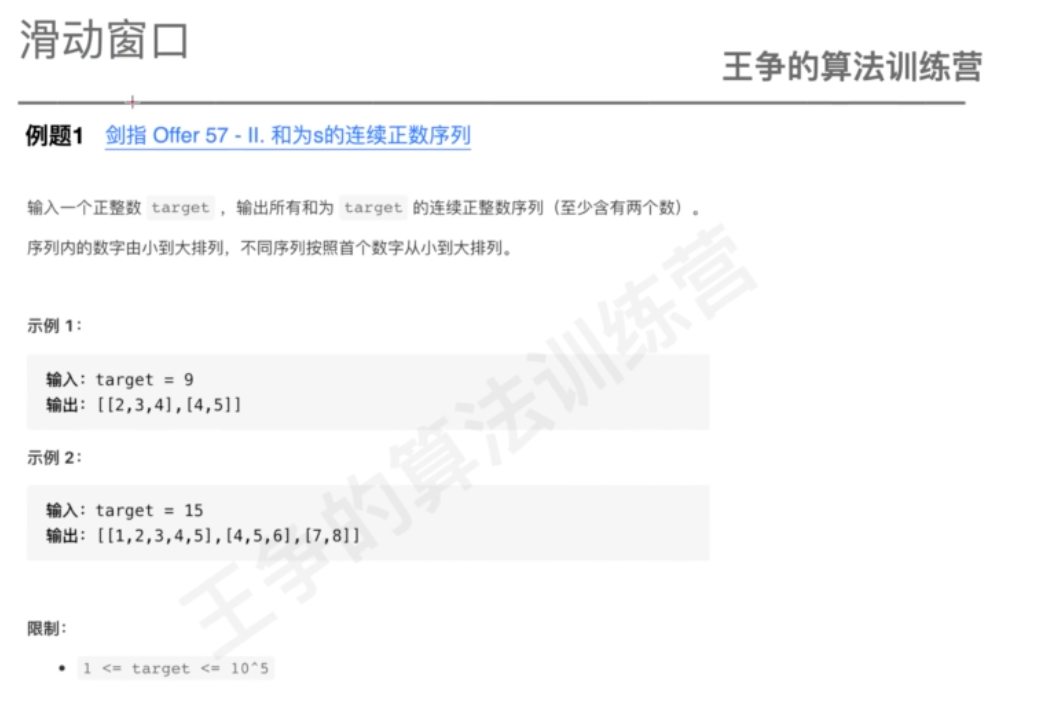 滑动窗口
王争的算法训练营
例题1 剑指 Offer 57 - II. 和为s的连续正数序列
输入一个正整数 target ，输出所有和为 target 的连续正整数序列（至少含有两个数）。
序列内的数字由小到大排列，不同序列按照首个数字从小到大排列。
示例 1：
输入：target = 9
输出：[[2,3,4],[4,5]]
示例 2：
输入：target = 15
输出：[[1,2,3,4,5],[4,5,6],[7,8]]
限制：
• 1 <= target <= 10^5
王争的算法训练营